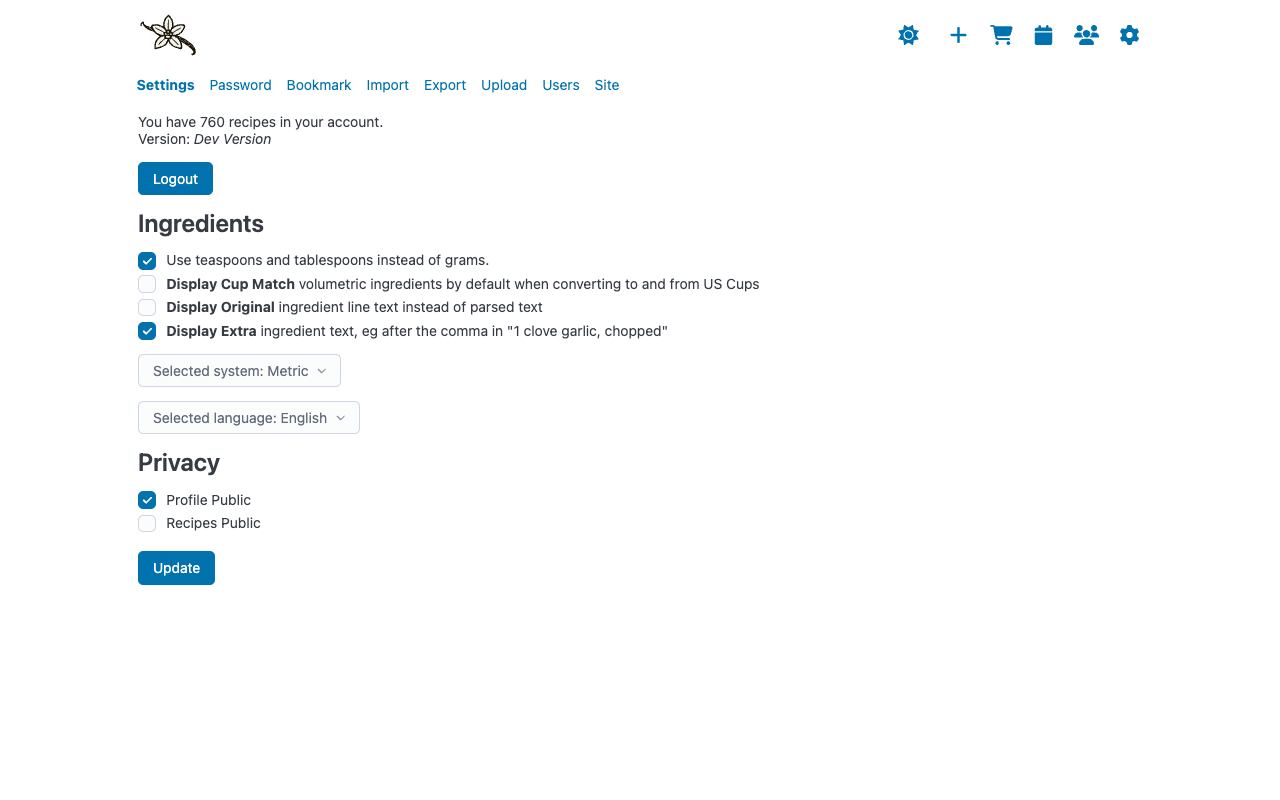 Settings Password Bookmark Import Export Upload Users Site
You have 760 recipes in your account.
Version: Dev Version
Logout
Ingredients
Use teaspoons and tablespoons instead of grams.
Display Cup Match volumetric ingredients by default when converting to and from US Cups
Display Original ingredient line text instead of parsed text
Display Extra ingredient text, eg after the comma in "1 clove garlic, chopped"
Selected system: Metric
Selected language: English
Privacy
Profile Public
Recipes Public
Update